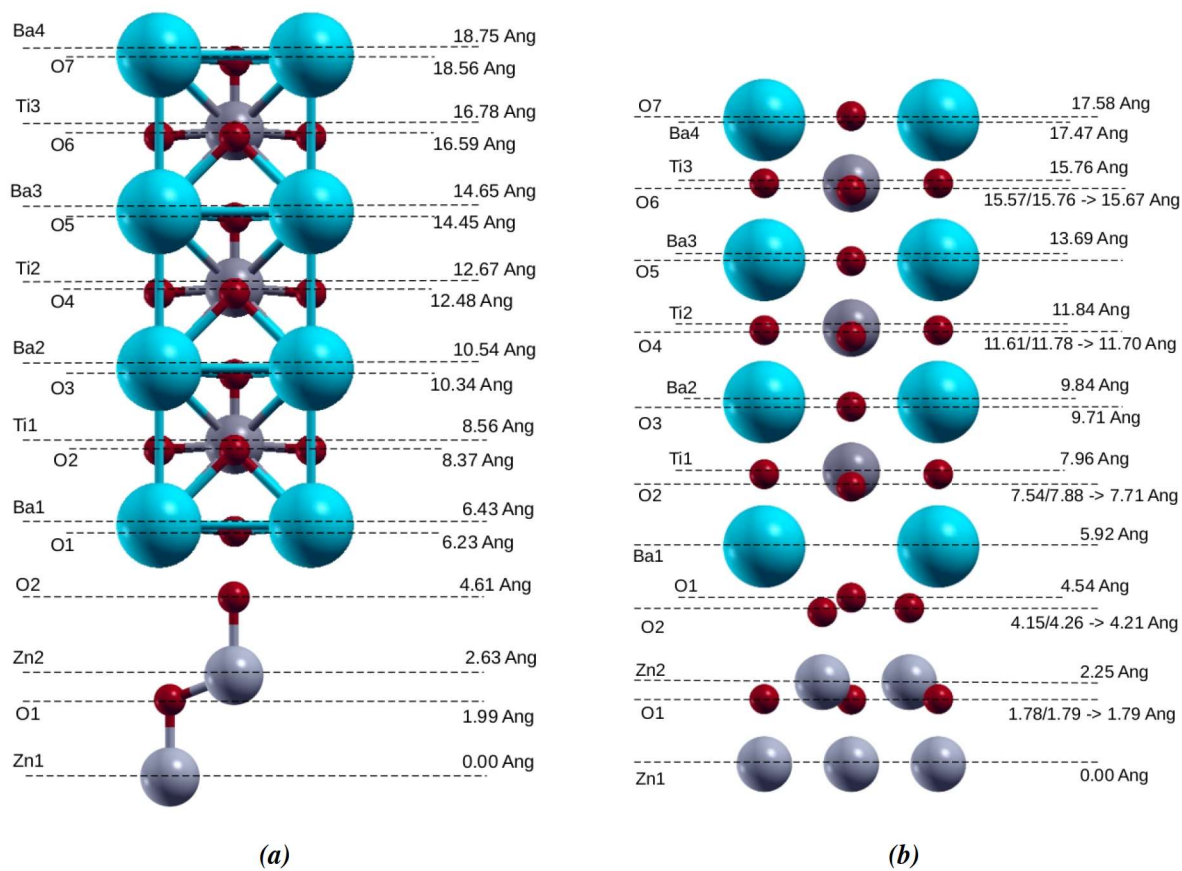 Ba4
18.75 Ang
O7
18.56 Ang
Ti3
16.78 Ang
O6
16.59 Ang
Ba3
14.65 Ang
O5
14.45 Ang
Ti2
12.67 Ang
O4
12.48 Ang
Ba2
10.54 Ang
O3
10.34 Ang
Ti1
8.56 Ang
O2
8.37 Ang
Ba1
6.43 Ang
O1
6.23 Ang
O2
4.61 Ang
Zn2
2.63 Ang
O1
1.99 Ang
Zn1
0.00 Ang
(a)
O7
17.58 Ang
Ba4
17.47 Ang
Ti3
15.76 Ang
O6
15.57/15.76 -> 15.67 Ang
Ba3
13.69 Ang
O5
Ti2
11.84 Ang
O4
11.61/11.78 -> 11.70 Ang
Ba2
9.84 Ang
O3
9.71 Ang
Ti1
7.96 Ang
O2
7.54/7.88 -> 7.71 Ang
Ba1
5.92 Ang
O1
4.54 Ang
O2
4.15/4.26 -> 4.21 Ang
Zn2
2.25 Ang
O1
1.78/1.79 -> 1.79 Ang
Zn1
0.00 Ang
(b)